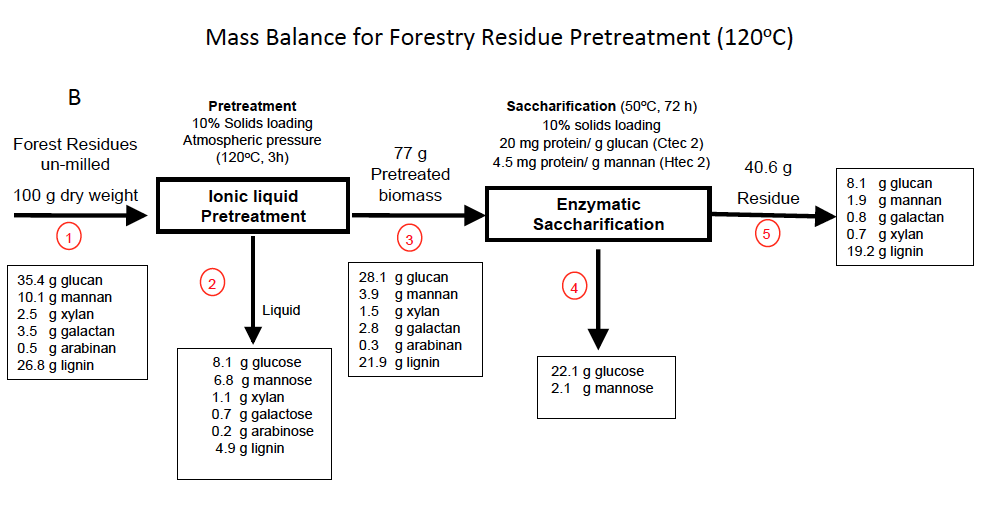 Mass Balance for Forestry Residue Pretreatment (120ºC)
B
Forest Residues
un-milled
100 g dry weight
1
35.4 g glucan
10.1 g mannan
2.5 g xylan
3.5 g galactan
0.5 g arabinan
26.8 g lignin
Pretreatment
10% Solids loading
Atmospheric pressure
(120ºC, 3h)
Ionic liquid
Pretreatment
2
Liquid
8.1 g glucose
6.8 g mannose
1.1 g xylan
0.7 g galactose
0.2 g arabinose
4.9 g lignin
77 g
Pretreated
biomass
3
28.1 g glucan
3.9 g mannan
1.5 g xylan
2.8 g galactan
0.3 g arabinan
21.9 g lignin
Saccharification (50ºC, 72 h)
10% solids loading
20 mg protein/ g glucan (Ctec 2)
4.5 mg protein/ g mannan (Htec 2)
Enzymatic
Saccharification
4
22.1 g glucose
2.1 g mannose
40.6 g
Residue
5
8.1 g glucan
1.9 g mannan
0.8 g galactan
0.7 g xylan
19.2 g lignin